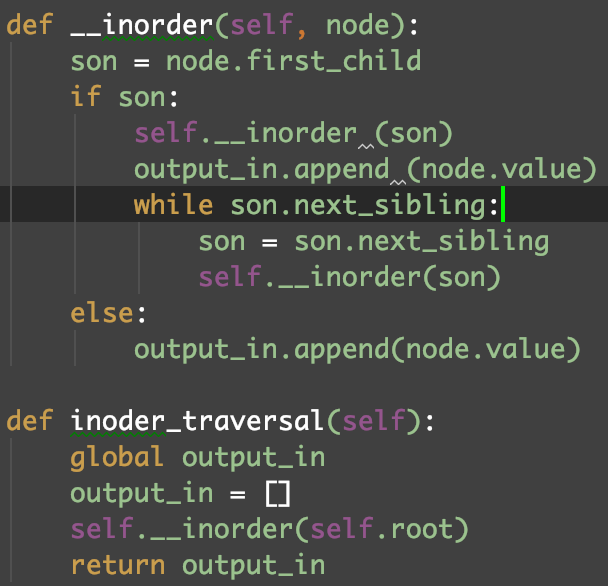 def __inorder(self, node):
    son = node.first_child
    if son:
        self.__inorder (son)
        output_in.append (node.value)
        while son.next_sibling:
            son = son.next_sibling
            self.__inorder(son)
    else:
        output_in.append(node.value)

def inoder_traversal(self):
    global output_in
    output_in = []
    self.__inorder(self.root)
    return output_in